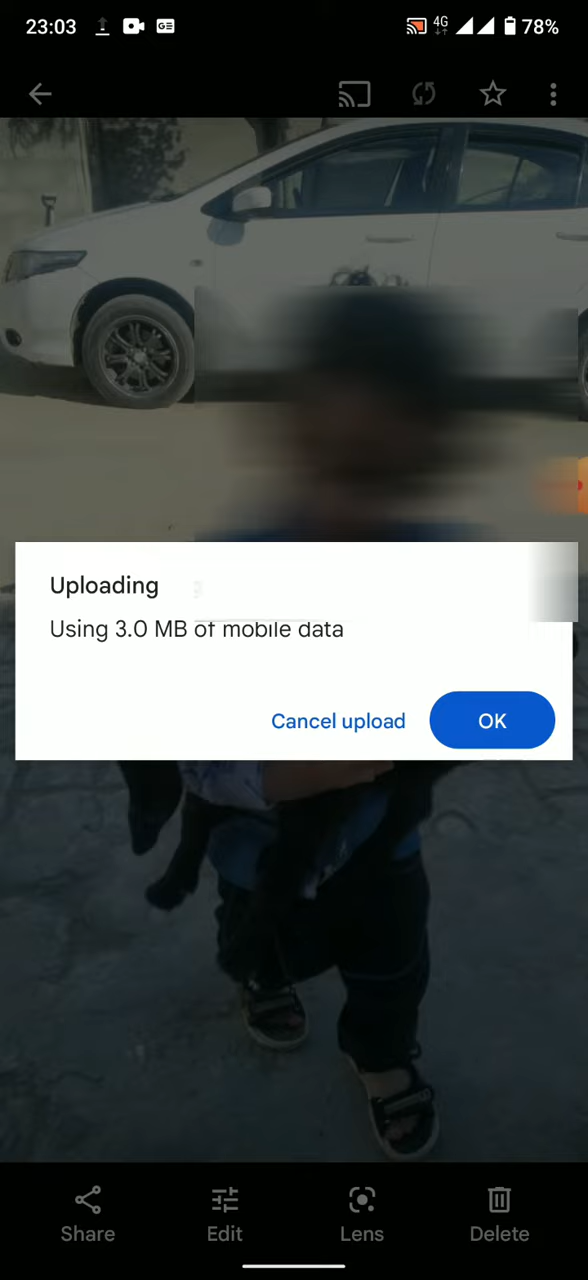 23:03
4G
78%
Uploading
Using 3.0 MB of mobile data
Cancel upload
OK
Share
Edit
Lens
Delete